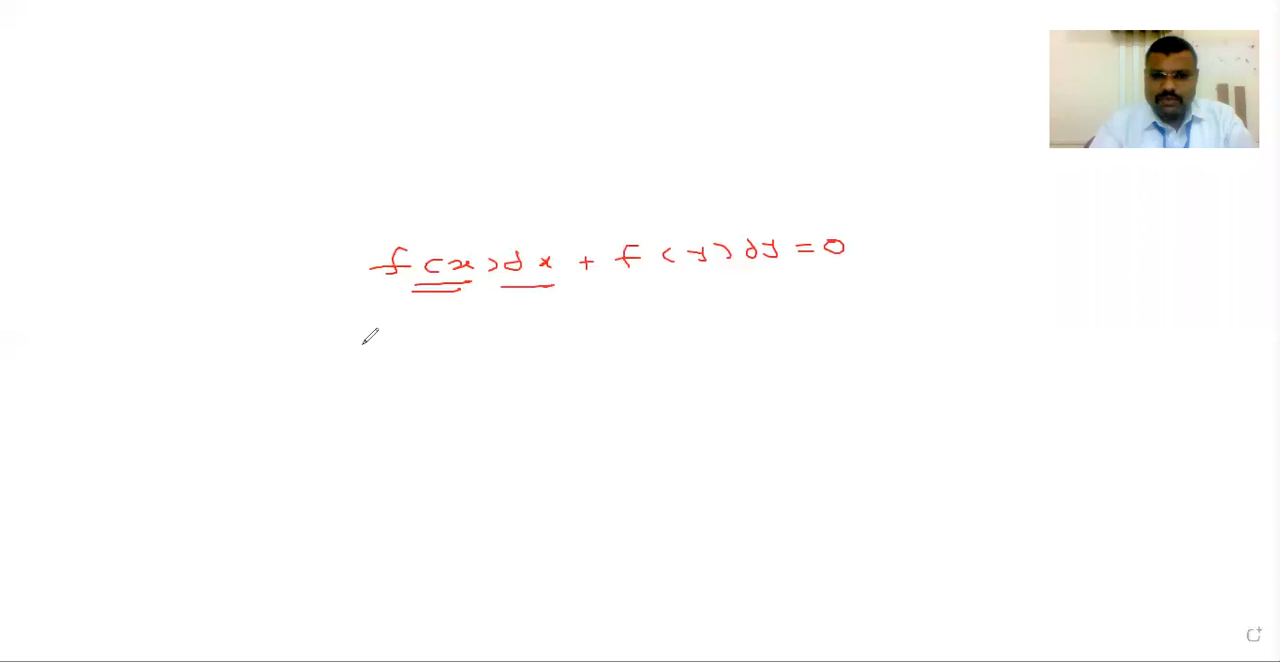 f(x)dx + f(y)dy = 0